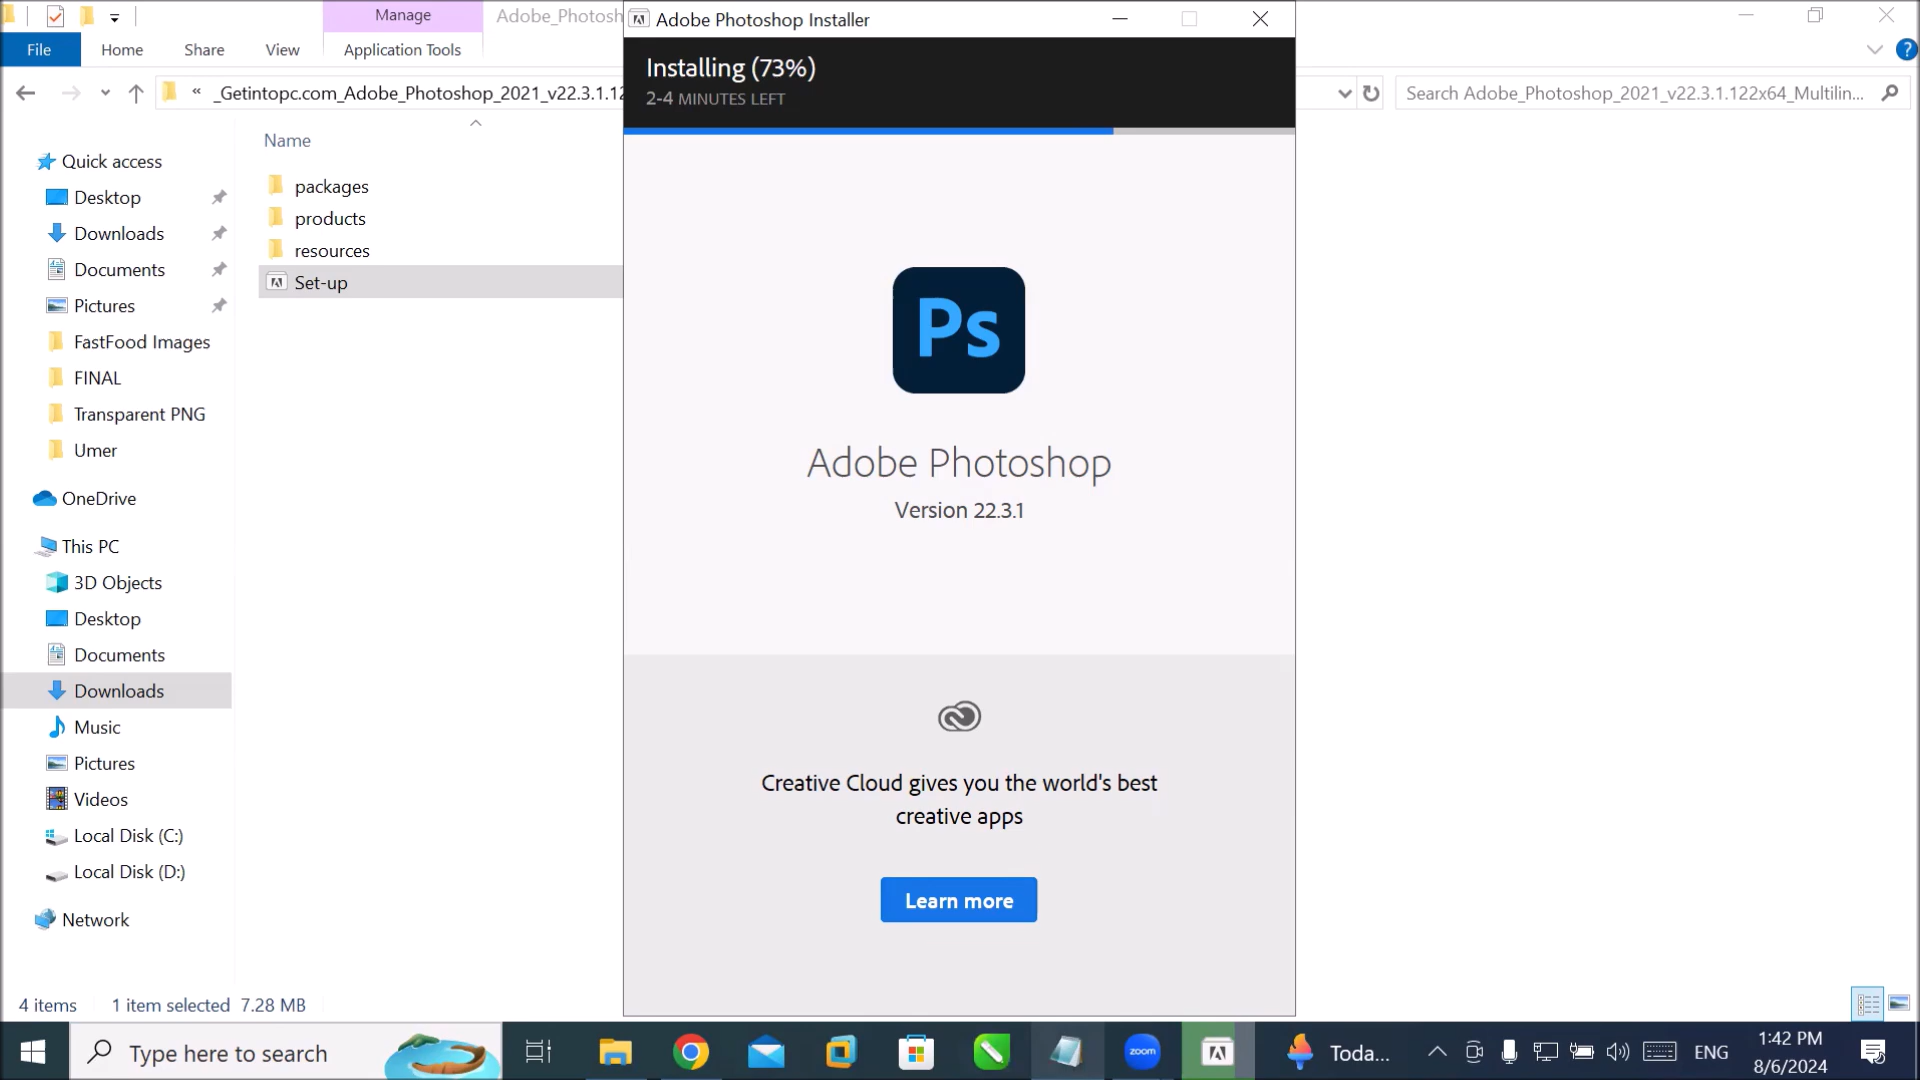 Manage
Adobe_Photosh
Adobe Photoshop Installer
File
Home
Share
View
Application Tools
Installing (73%)
2-4 MINUTES LEFT
« _Getintopc.com_Adobe_Photoshop_2021_v22.3.1.12
Search Adobe_Photoshop_2021_v22.3.1.122x64_Multilin...
Name
Quick access
Desktop
Downloads
Documents
Pictures
FastFood Images
FINAL
Transparent PNG
Umer
OneDrive
This PC
3D Objects
Desktop
Documents
Downloads
Music
Pictures
Videos
Local Disk (C:)
Local Disk (D:)
Network
packages
products
resources
Set-up
Ps
Adobe Photoshop
Version 22.3.1
Creative Cloud gives you the world's best
creative apps
Learn more
4 items
1 item selected 7.28 MB
Type here to search
zoom
Toda...
ENG
1:42 PM
8/6/2024